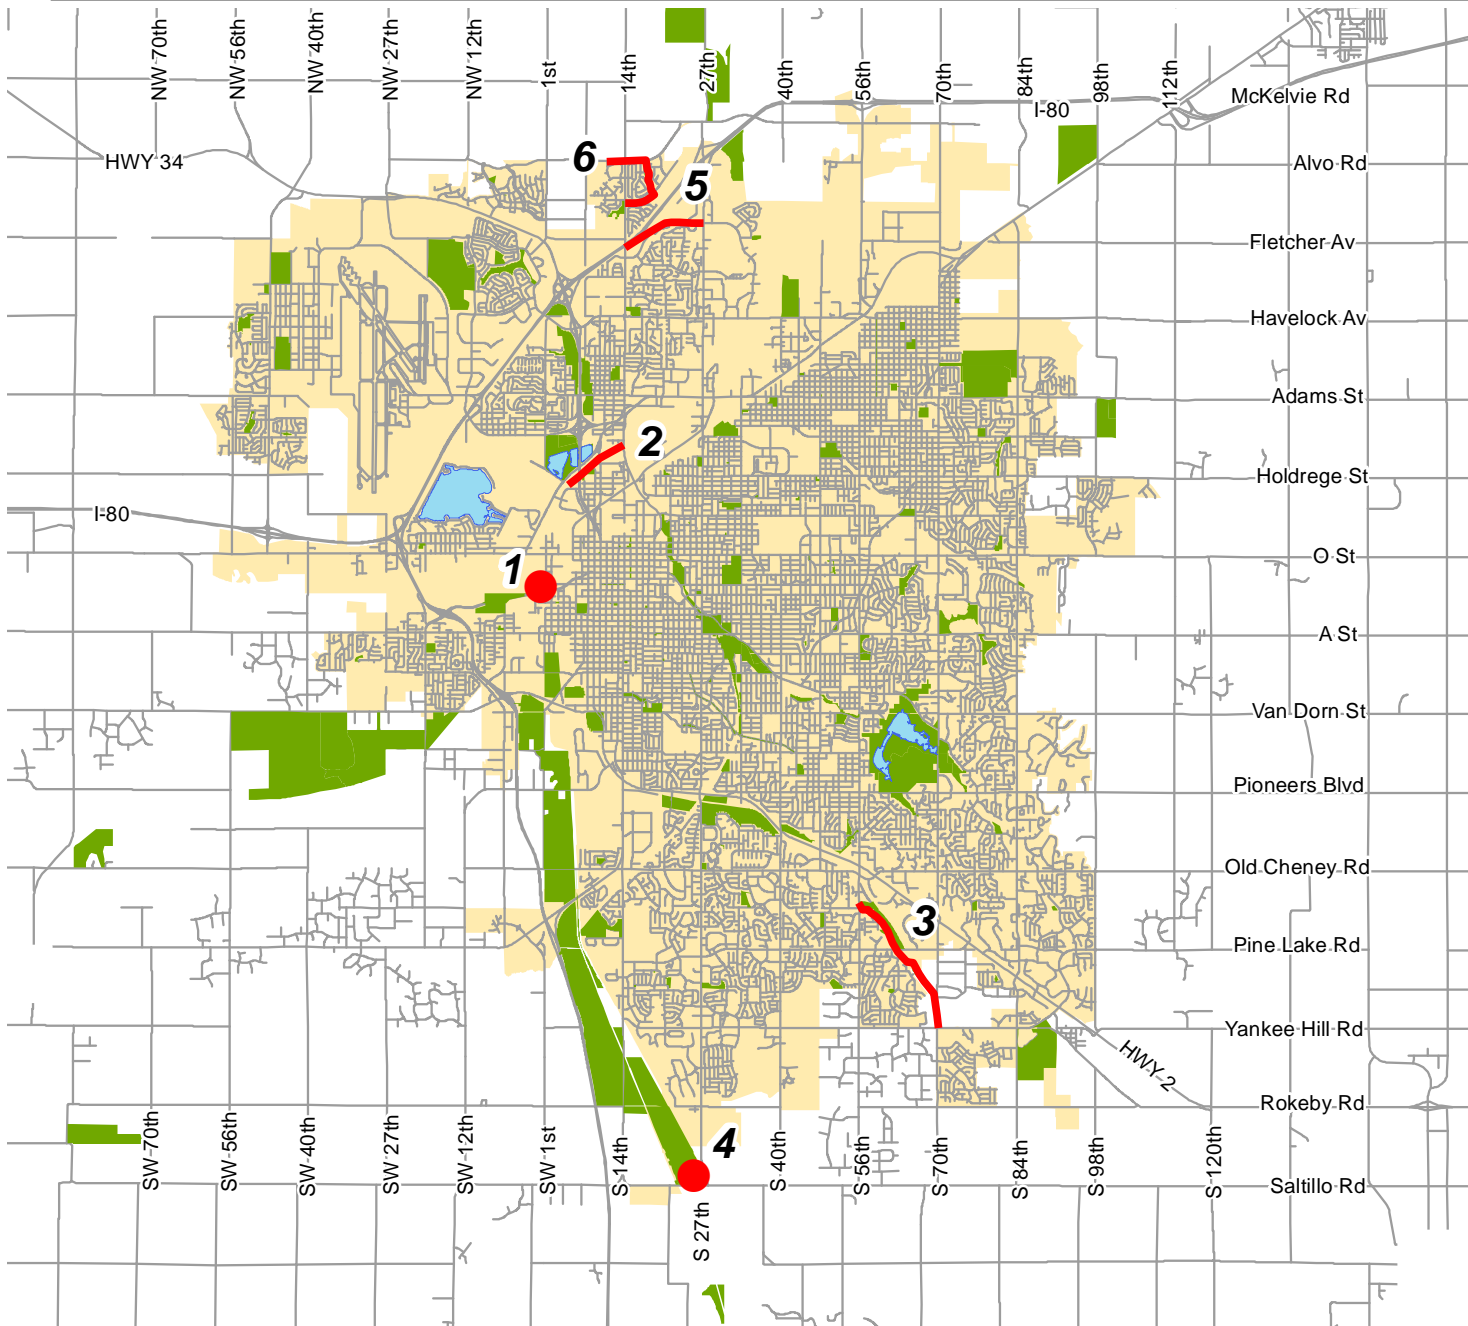 NW 70th
NW 56th
NW 40th
NW 27th
NW 12th
1st
14th
27th
40th
56th
70th
84th
98th
112th
McKelvie Rd
I-80
HWY 34
6
5
Alvo Rd
Fletcher Av
Havelock Av
Adams St
2
Holdrege St
I-80
O St
1
A St
Van Dorn St
Pioneers Blvd
Old Cheney Rd
3
Pine Lake Rd
Yankee Hill Rd
HWY 2
Rokeby Rd
4
SW 70th
SW 56th
SW 40th
SW 27th
SW 12th
SW 1st
S 14th
S 27th
S 40th
S 56th
S 70th
S 84th
S 98th
S 120th
Saltillo Rd